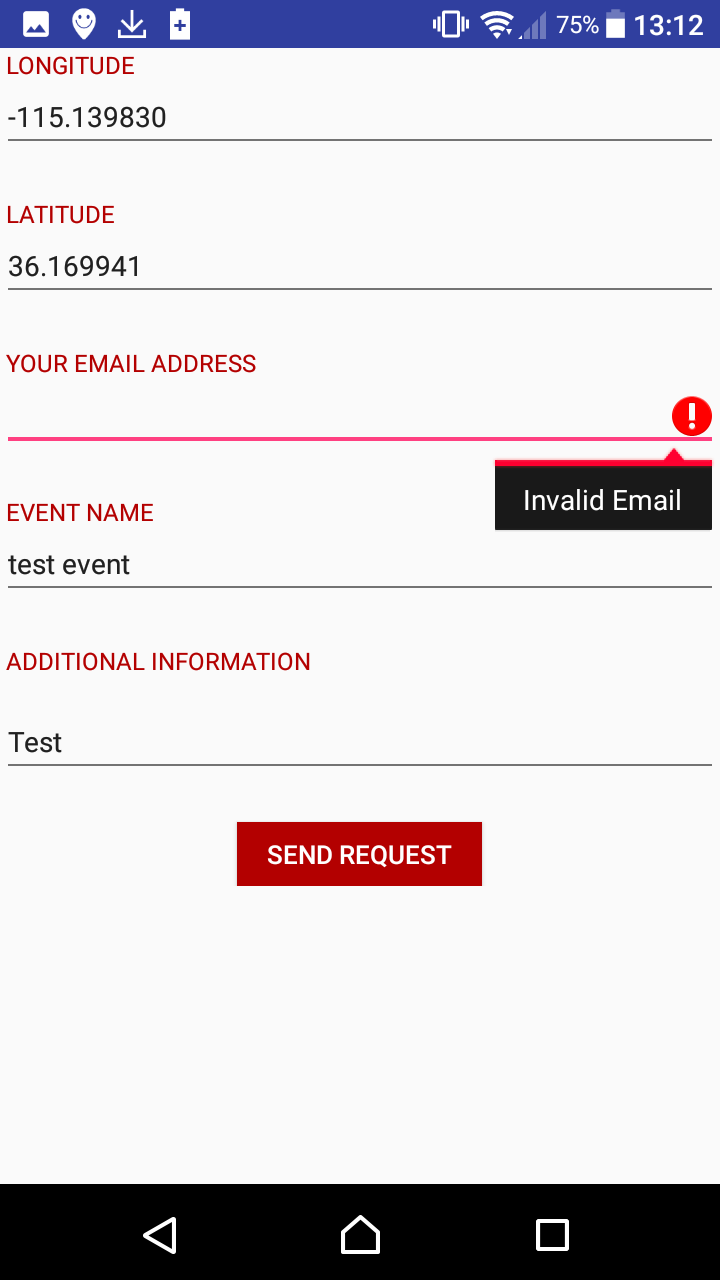 75% 13:12
LONGITUDE
-115.139830
LATITUDE
36.169941
YOUR EMAIL ADDRESS
Invalid Email
EVENT NAME
test event
ADDITIONAL INFORMATION
Test
SEND REQUEST